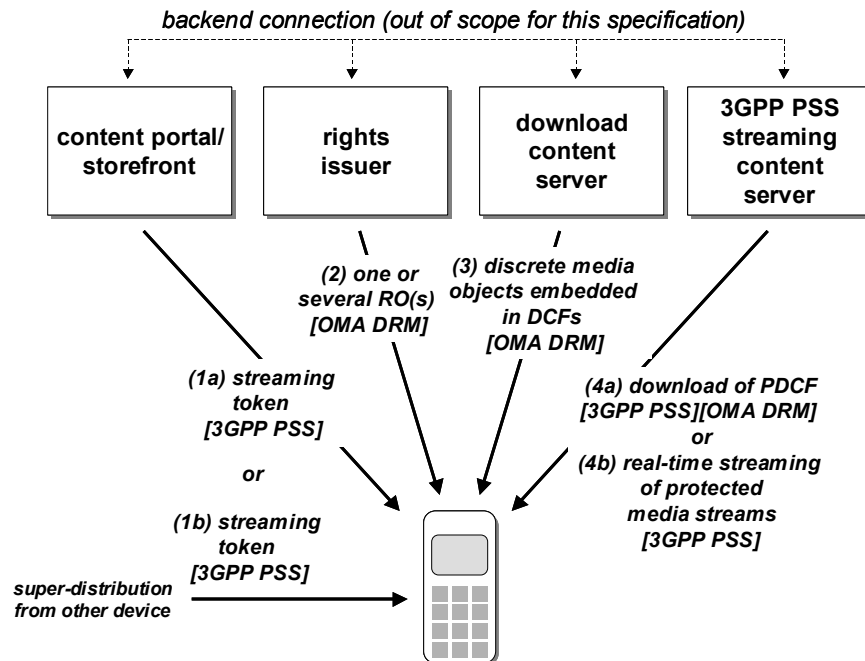 backend connection (out of scope for this specification)
content portal/
storefront
rights
issuer
download
content
server
3GPP PSS
streaming
content
server
(2) one or
several RO(s)
[OMA DRM]
(3) discrete media
objects embedded
in DCFs
[OMA DRM]
(1a) streaming
token
[3GPP PSS]
or
(1b) streaming
token
[3GPP PSS]
(4a) download of PDCF
[3GPP PSS][OMA DRM]
or
(4b) real-time streaming
of protected
media streams
[3GPP PSS]
super-distribution
from other device